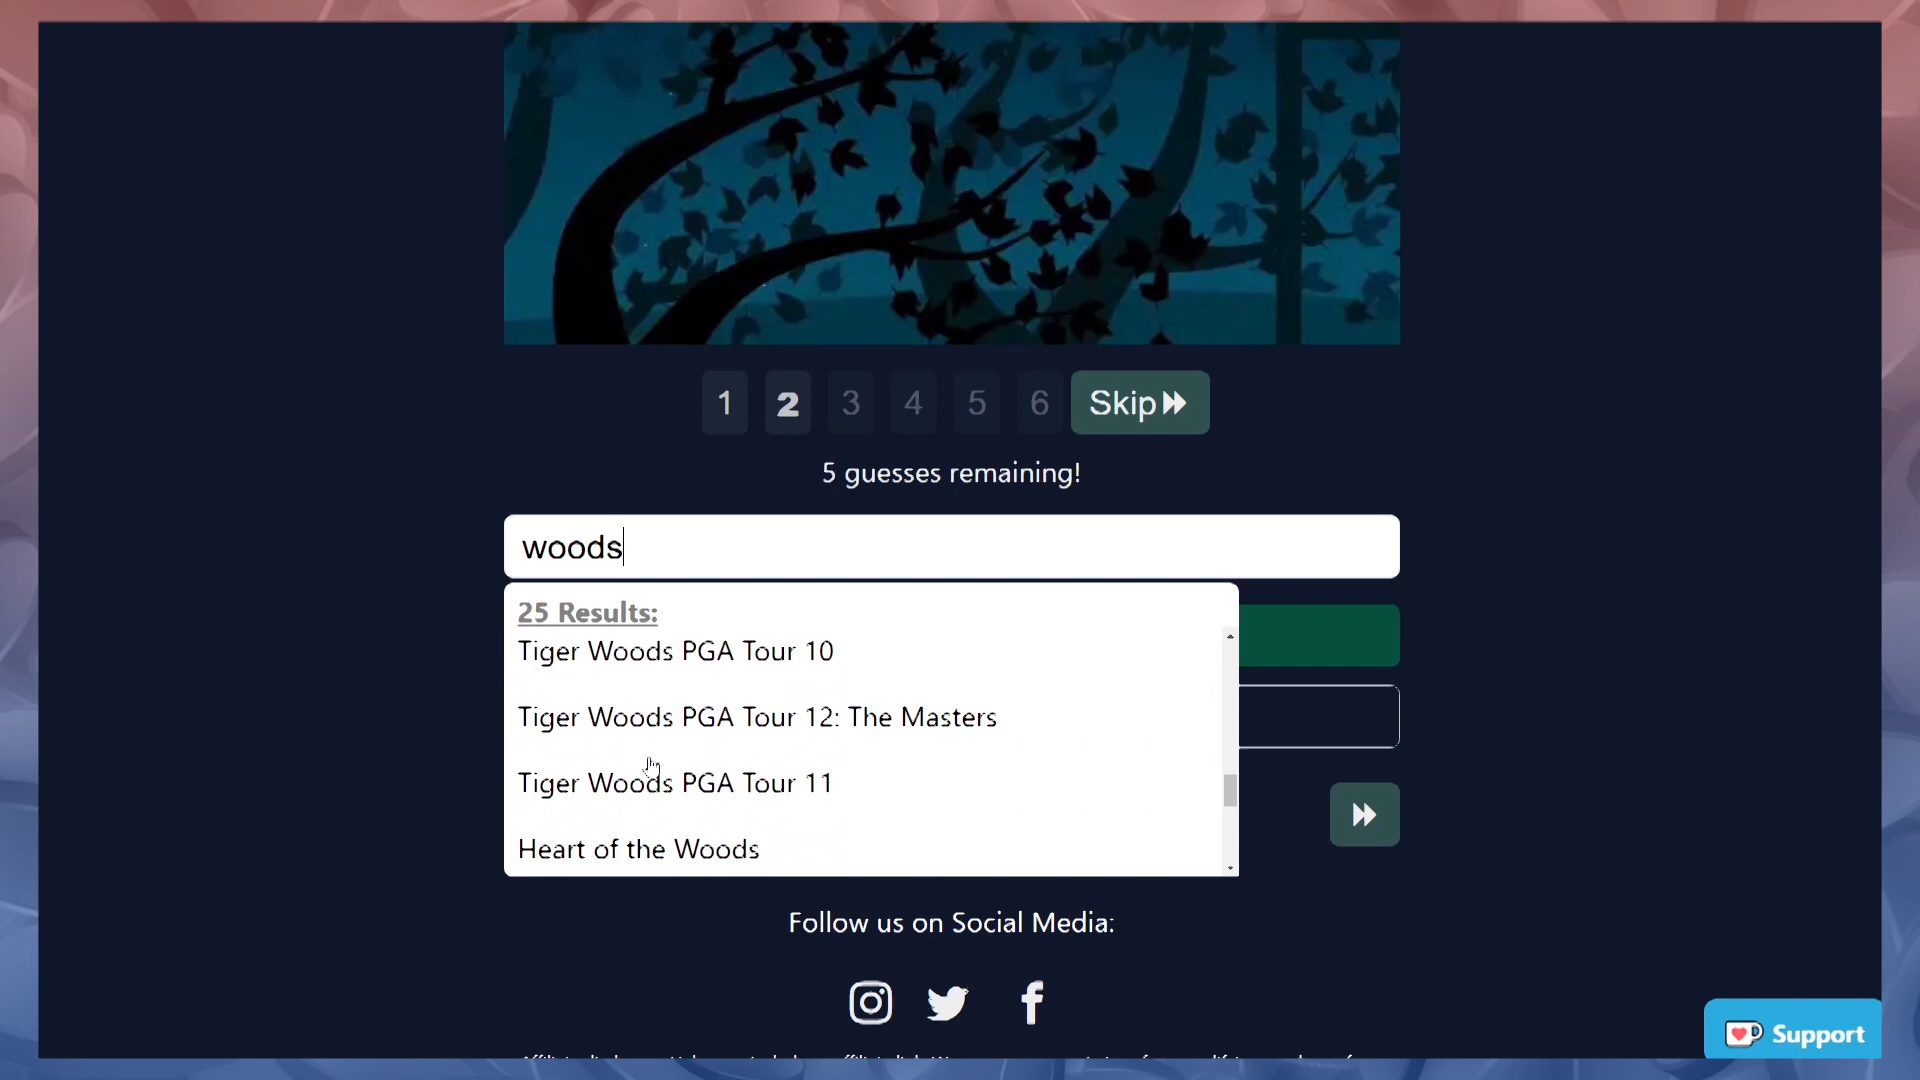 1 2 3 4 5 6 Skip
5 guesses remaining!
woods
25 Results:
Tiger Woods PGA Tour 10
Tiger Woods PGA Tour 12: The Masters
Tiger Woods PGA Tour 11
Heart of the Woods
Follow us on Social Media:
Support